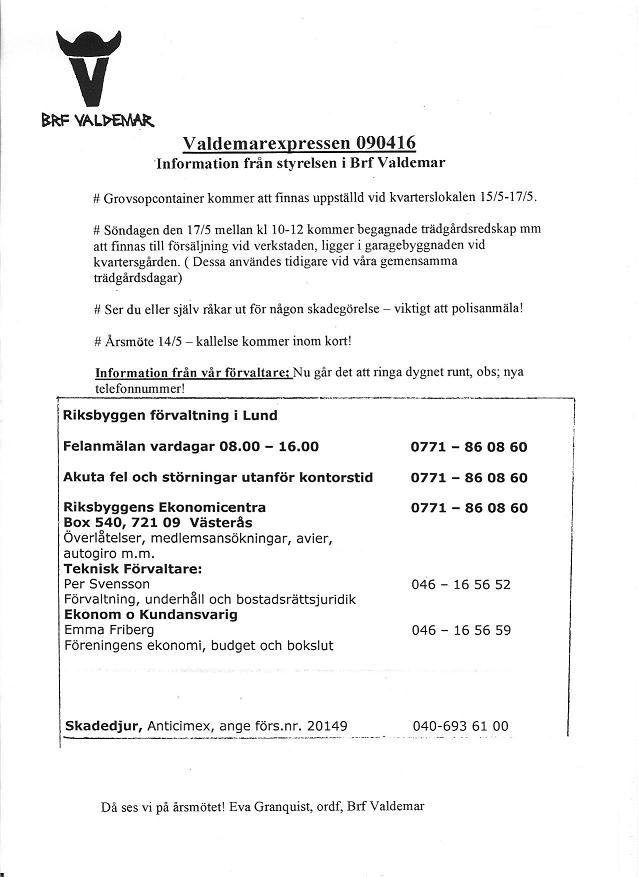 BRF VALDEMAR
Valdemarexpressen 090416
Information från styrelsen i Brf Valdemar
# Grovsopcontainer kommer att finnas uppställd vid kvarterslokalen 15/5-17/5.
# Söndagen den 17/5 mellan kl 10-12 kommer begagnade trädgårdsredskap mm
att finnas till försäljning vid verkstaden, ligger i garagebyggnaden vid
kvartersgården. ( Dessa användes tidigare vid våra gemensamma
trädgårdsdagar)
# Ser du eller själv råkar ut för någon skadegörelse – viktigt att polisanmäla!
# Årsmöte 14/5 – kallelse kommer inom kort!
Information från vår förvaltare: Nu går det att ringa dygnet runt, obs; nya
telefonnummer!
Riksbyggen förvaltning i Lund
Felanmälan vardagar 08.00 – 16.00 0771 – 86 08 60
Akuta fel och störningar utanför kontorstid 0771 – 86 08 60
Riksbyggens Ekonomicentra 0771 – 86 08 60
Box 540, 721 09 Västerås
Överlåtelser, medlemsansökningar, avier,
autogiro m.m.
Teknisk Förvaltare:
Per Svensson 046 – 16 56 52
Förvaltning, underhåll och bostadsrättsjuridik
Ekonom o Kundansvarig
Emma Friberg 046 – 16 56 59
Föreningens ekonomi, budget och bokslut
Skadedjur, Anticimex, ange förs.nr. 20149 040-693 61 00
Då ses vi på årsmötet! Eva Granquist, ordf, Brf Valdemar